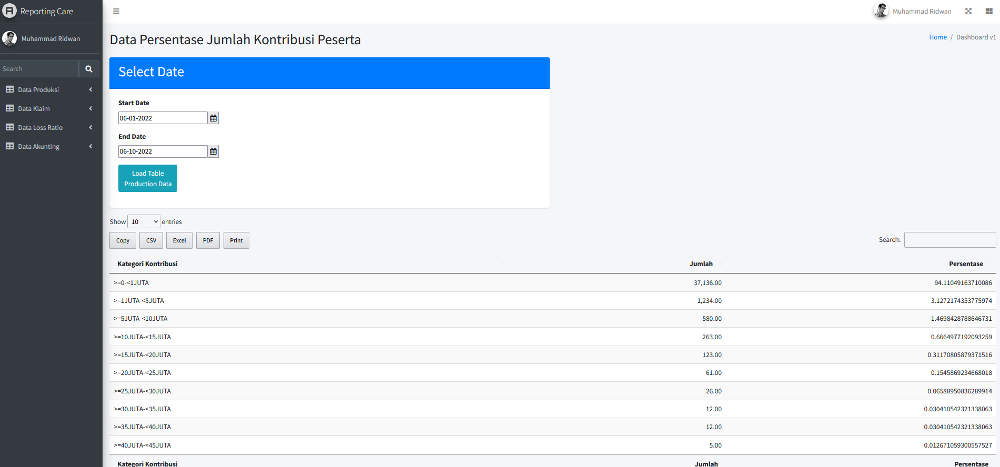 Reporting Care
Muhammad Ridwan
Muhammad Ridwan
Search
Data Produksi
Data Klaim
Data Loss Ratio
Data Akunting
Data Persentase Jumlah Kontribusi Peserta
Home / Dashboard v1
Select Date
Start Date
06-01-2022
End Date
06-10-2022
Load Table
Production Data
Show 10 entries
Copy CSV Excel PDF Print
Search:
Kategori Kontribusi Jumlah Persentase
>=0-<1JUTA 37,136.00 94.11049163710086
>=1JUTA-<5JUTA 1,234.00 3.1272174353775974
>=5JUTA-<10JUTA 580.00 1.4698428788646731
>=10JUTA-<15JUTA 263.00 0.6664977192093259
>=15JUTA-<20JUTA 123.00 0.31170805879371516
>=20JUTA-<25JUTA 61.00 0.1545869234668018
>=25JUTA-<30JUTA 26.00 0.06588950836289914
>=30JUTA-<35JUTA 12.00 0.030410542321338063
>=35JUTA-<40JUTA 12.00 0.030410542321338063
>=40JUTA-<45JUTA 5.00 0.012671059300557527
Kategori Kontribusi Jumlah Persentase